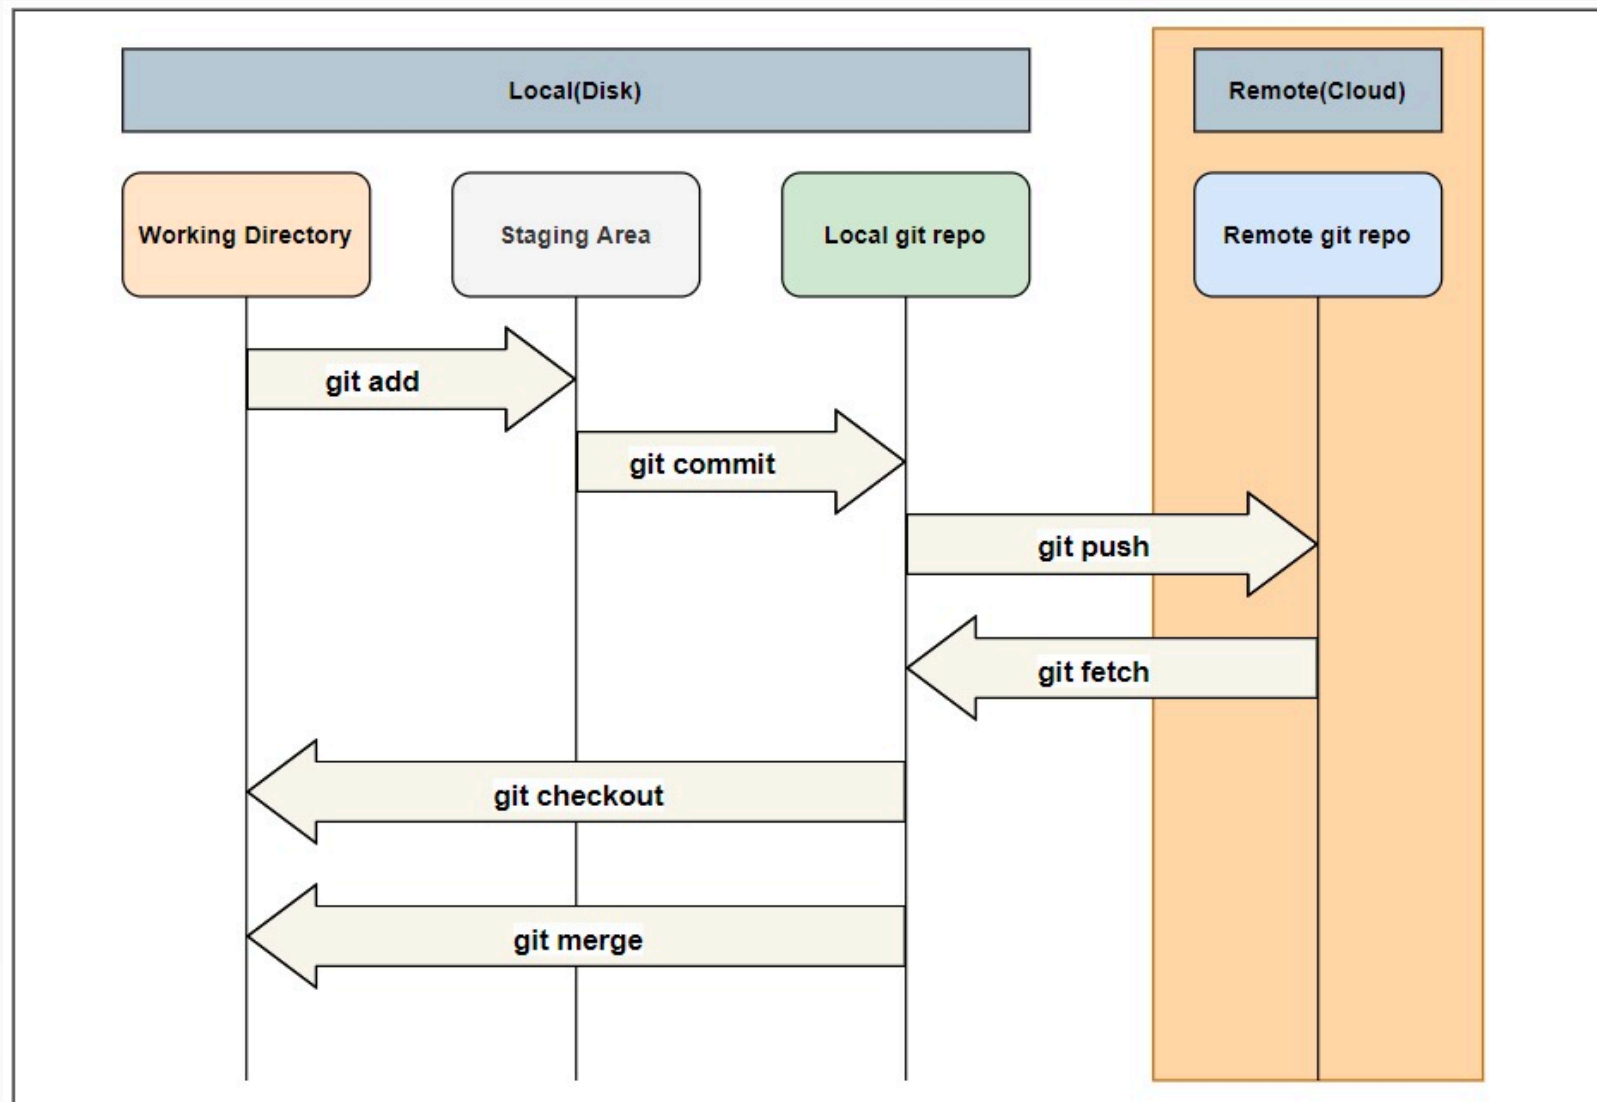 Local(Disk)
Remote(Cloud)
Working Directory
Staging Area
Local git repo
Remote git repo
git add
git commit
git push
git fetch
git checkout
git merge